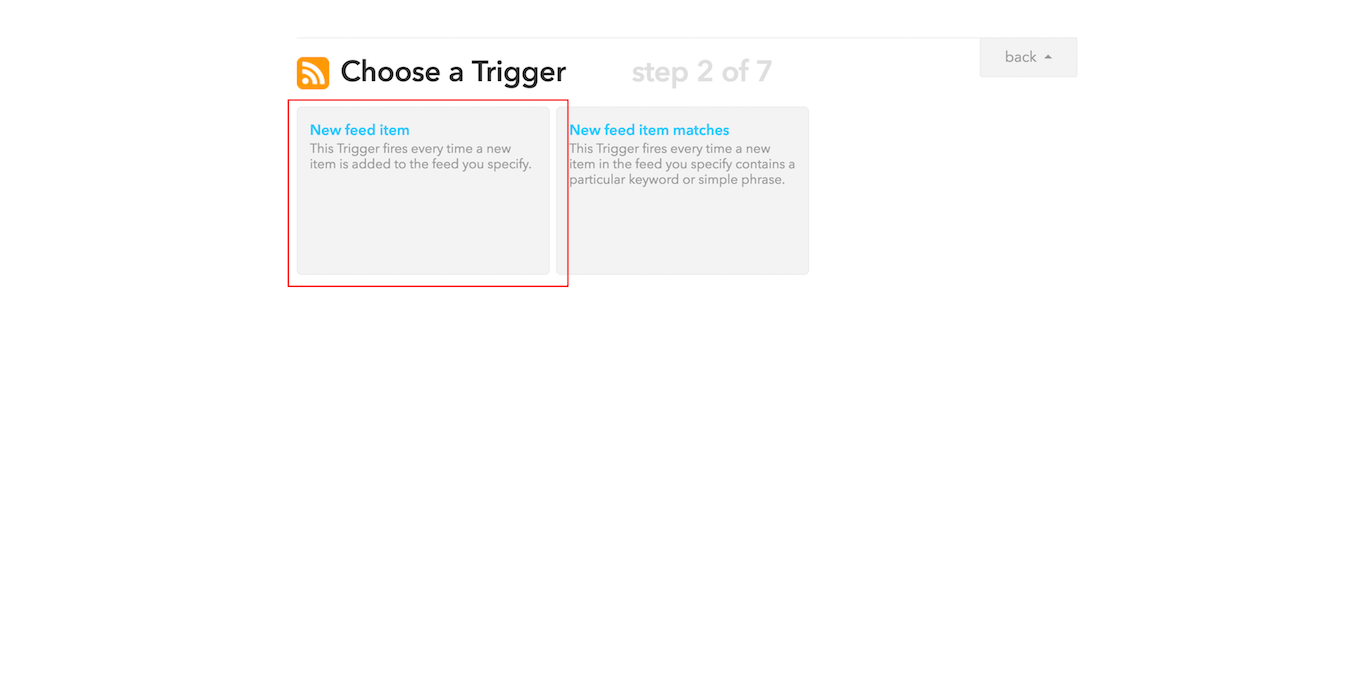 Choose a Trigger
step 2 of 7
back
New feed item
This Trigger fires every time a new
item is added to the feed you specify.
New feed item matches
This Trigger fires every time a new
item in the feed you specify contains a
particular keyword or simple phrase.